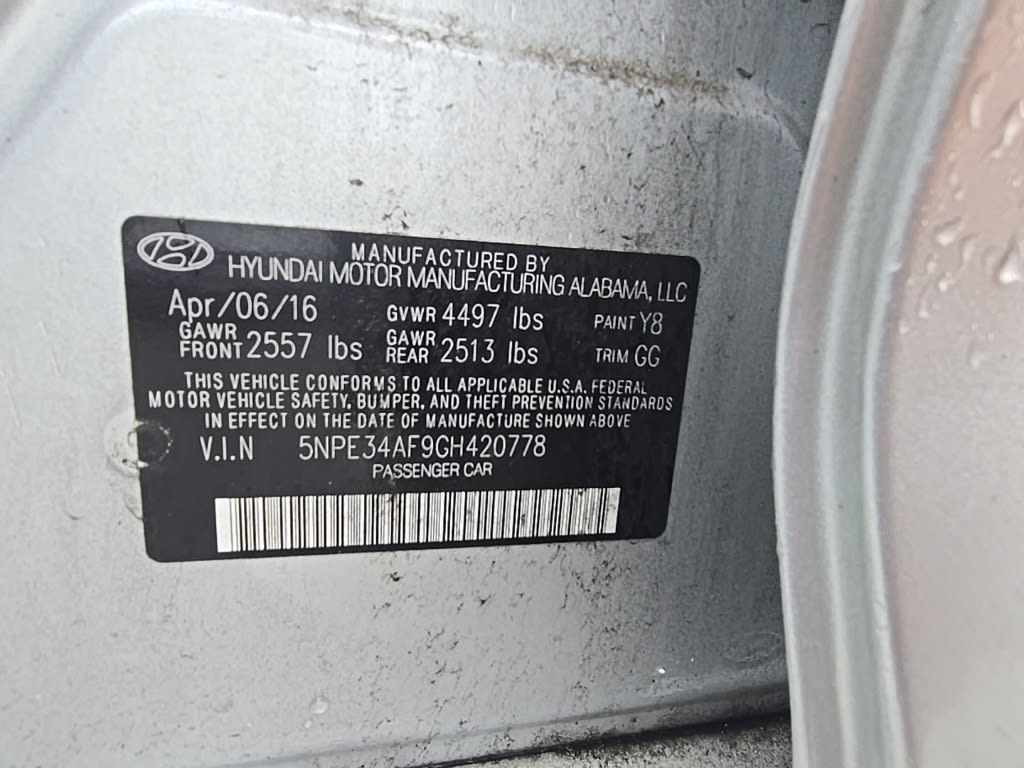 MANUFACTURED BY
HYUNDAI MOTOR MANUFACTURING ALABAMA, LLC
Apr/06/16 GVWR 4497 lbs PAINT Y8
GAWR FRONT 2557 lbs GAWR REAR 2513 lbs TRIM GG
THIS VEHICLE CONFORMS TO ALL APPLICABLE U.S.A. FEDERAL
MOTOR VEHICLE SAFETY, BUMPER, AND THEFT PREVENTION STANDARDS
IN EFFECT ON THE DATE OF MANUFACTURE SHOWN ABOVE
V.I.N 5NPE34AF9GH420778
PASSENGER CAR